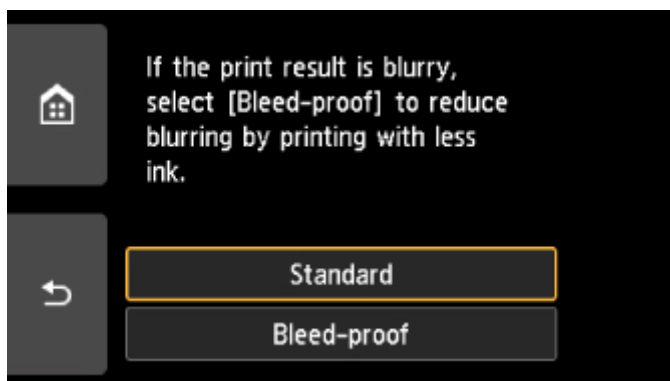 If the print result is blurry,
select [Bleed-proof] to reduce
blurring by printing with less
ink.
Standard
Bleed-proof